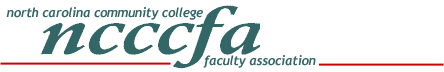 north carolina community college
ncccfa
faculty association